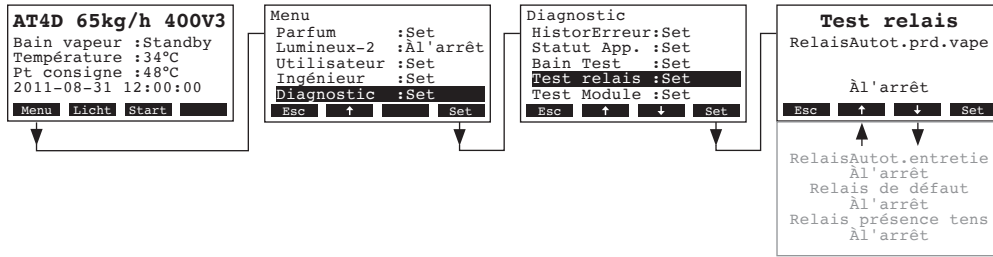 AT4D 65kg/h 400V3
Bain vapeur :Standby
Température :34°C
Pt consigne :48°C
2011-08-31 12:00:00
Menu Licht Start
Menu
Parfum :Set
Lumineux-2 :Àl'arrêt
Utilisateur :Set
Ingénieur :Set
Diagnostic :Set
Esc ↑ Set
Diagnostic
HistorErreur:Set
Statut App. :Set
Bain Test :Set
Test relais :Set
Test Module :Set
Esc ↑ ↓ Set
Test relais
RelaisAutot.prd.vape
Àl'arrêt
Esc ↑ ↓ Set
RelaisAutot.entretie
Àl'arrêt
Relais de défaut
Àl'arrêt
Relais présence tens
Àl'arrêt